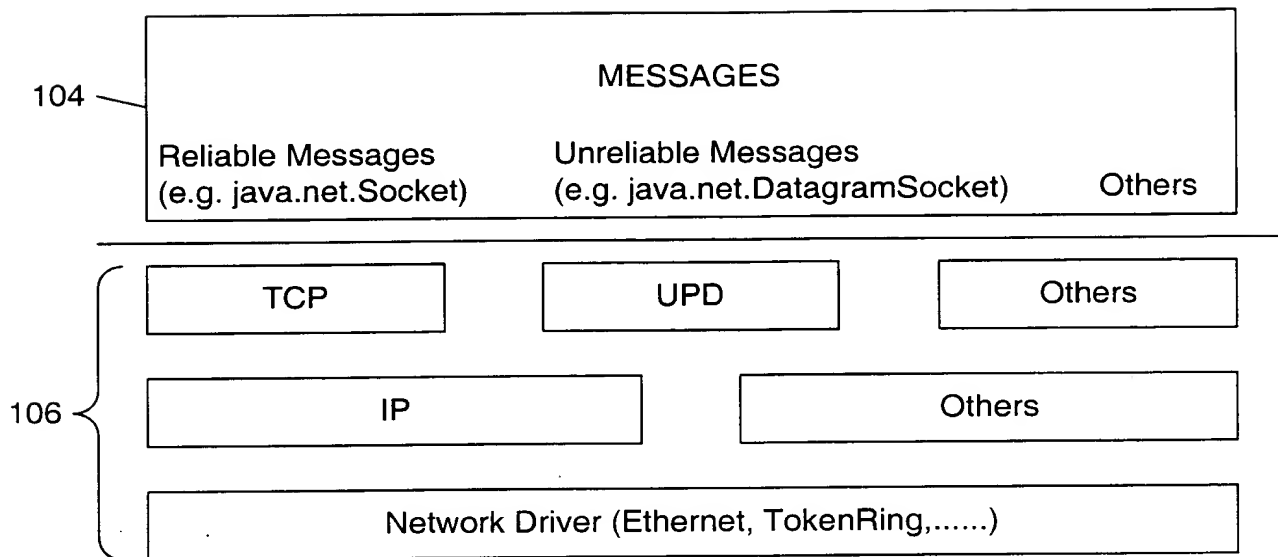 MESSAGES
104
Reliable Messages
(e.g. java.net.Socket)
Unreliable Messages
(e.g. java.net.DatagramSocket)
Others
TCP
UPD
Others
106
IP
Others
Network Driver (Ethernet, TokenRing,......)